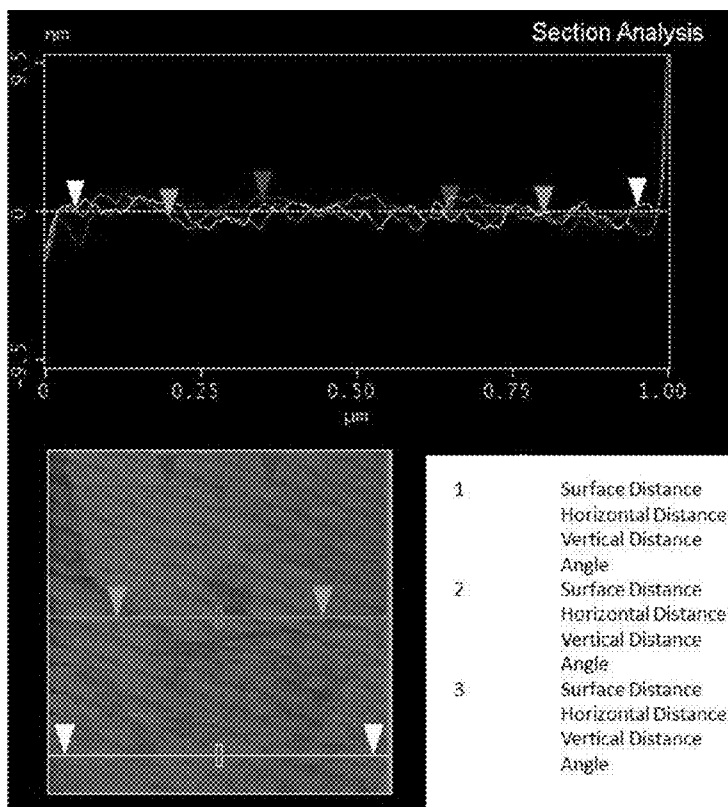 nm
Section Analysis
0
0 0.25 0.50 0.75 1.00
µm
1 Surface Distance
Horizontal Distance
Vertical Distance
Angle
2 Surface Distance
Horizontal Distance
Vertical Distance
Angle
3 Surface Distance
Horizontal Distance
Vertical Distance
Angle